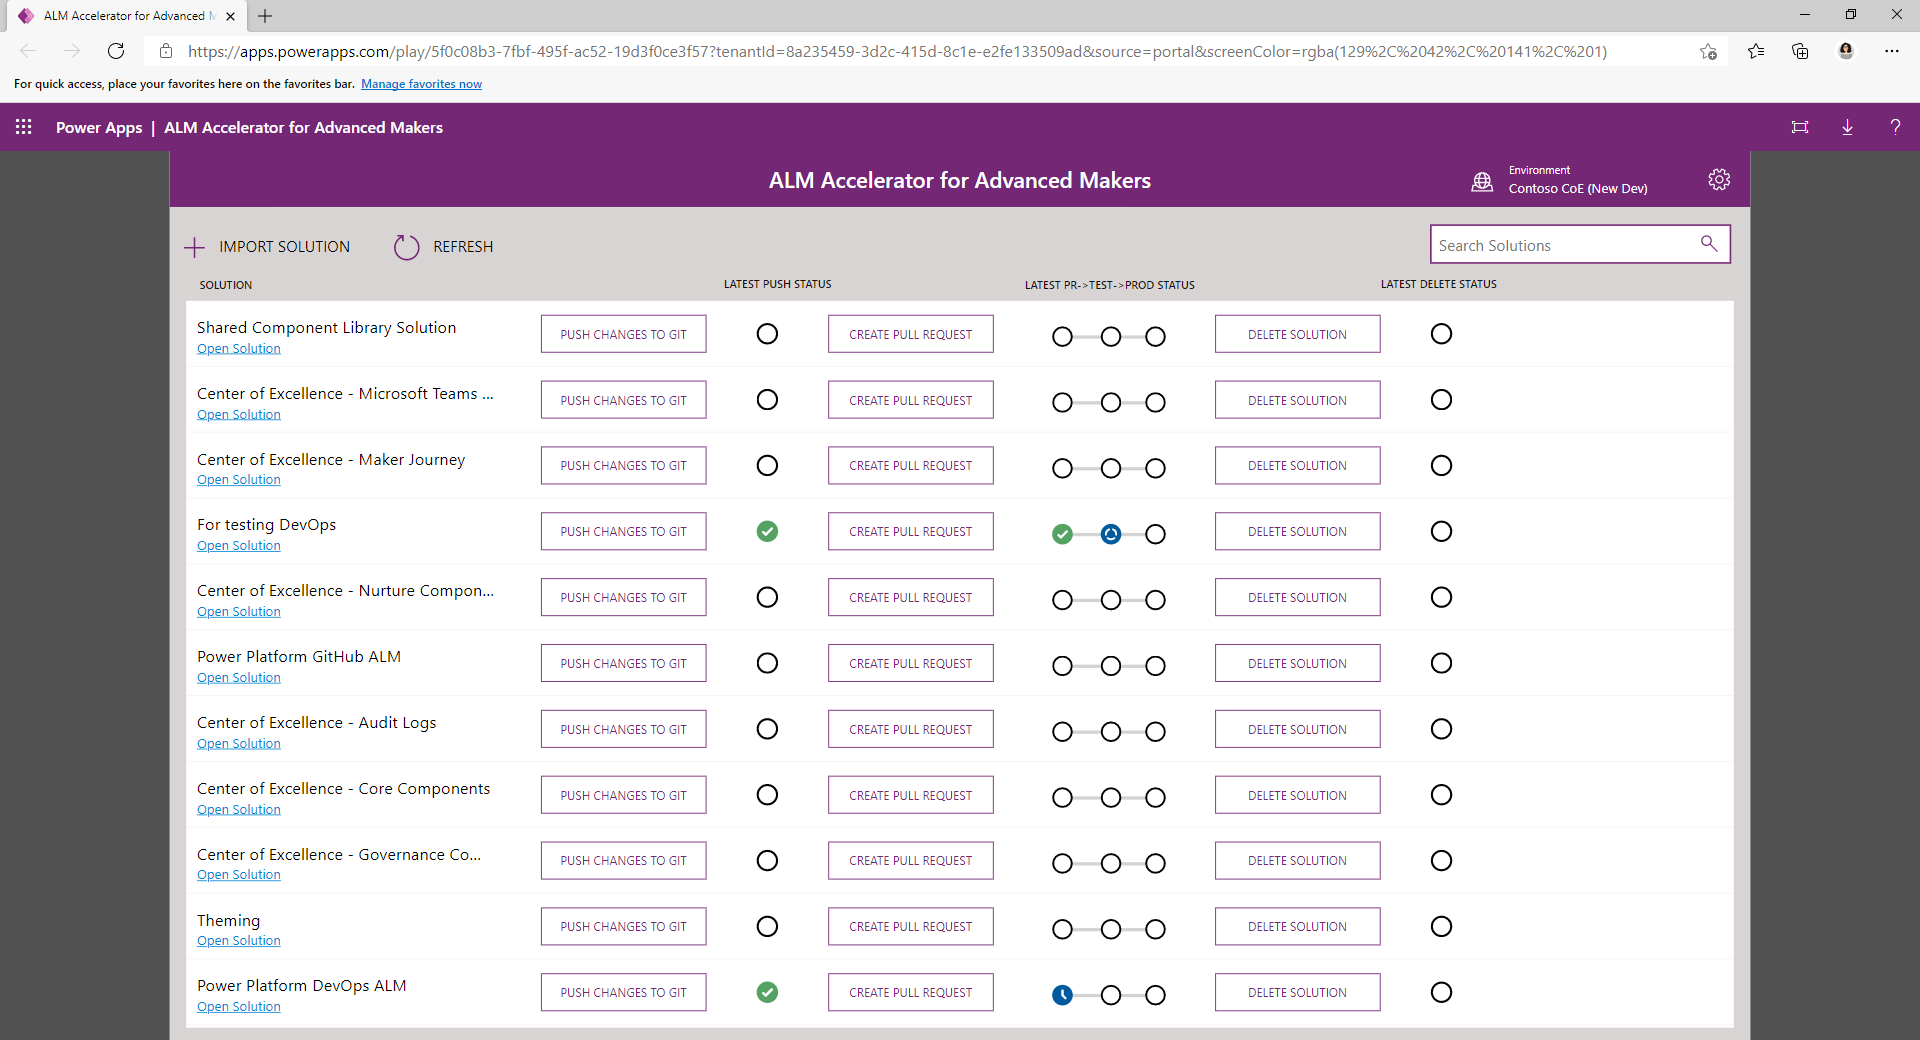 ALM Accelerator for Advanced M
https://apps.powerapps.com/play/5f0c08b3-7fbf-495f-ac52-19d3f0ce3f57?tenantId=8a235459-3d2c-415d-8c1e-e2fe133509ad&source=portal&screenColor=rgba(129%2C%2042%2C%20141%2C%201)
For quick access, place your favorites here on the favorites bar. Manage favorites now
Power Apps | ALM Accelerator for Advanced Makers
?
ALM Accelerator for Advanced Makers
Environment
Contoso CoE (New Dev)
IMPORT SOLUTION REFRESH
Search Solutions
SOLUTION LATEST PUSH STATUS LATEST PR->TEST->PROD STATUS LATEST DELETE STATUS
Shared Component Library Solution
Open Solution
PUSH CHANGES TO GIT CREATE PULL REQUEST DELETE SOLUTION
Center of Excellence - Microsoft Teams ...
Open Solution
PUSH CHANGES TO GIT CREATE PULL REQUEST DELETE SOLUTION
Center of Excellence - Maker Journey
Open Solution
PUSH CHANGES TO GIT CREATE PULL REQUEST DELETE SOLUTION
For testing DevOps
Open Solution
PUSH CHANGES TO GIT CREATE PULL REQUEST DELETE SOLUTION
Center of Excellence - Nurture Compon...
Open Solution
PUSH CHANGES TO GIT CREATE PULL REQUEST DELETE SOLUTION
Power Platform GitHub ALM
Open Solution
PUSH CHANGES TO GIT CREATE PULL REQUEST DELETE SOLUTION
Center of Excellence - Audit Logs
Open Solution
PUSH CHANGES TO GIT CREATE PULL REQUEST DELETE SOLUTION
Center of Excellence - Core Components
Open Solution
PUSH CHANGES TO GIT CREATE PULL REQUEST DELETE SOLUTION
Center of Excellence - Governance Co...
Open Solution
PUSH CHANGES TO GIT CREATE PULL REQUEST DELETE SOLUTION
Theming
Open Solution
PUSH CHANGES TO GIT CREATE PULL REQUEST DELETE SOLUTION
Power Platform DevOps ALM
Open Solution
PUSH CHANGES TO GIT CREATE PULL REQUEST DELETE SOLUTION